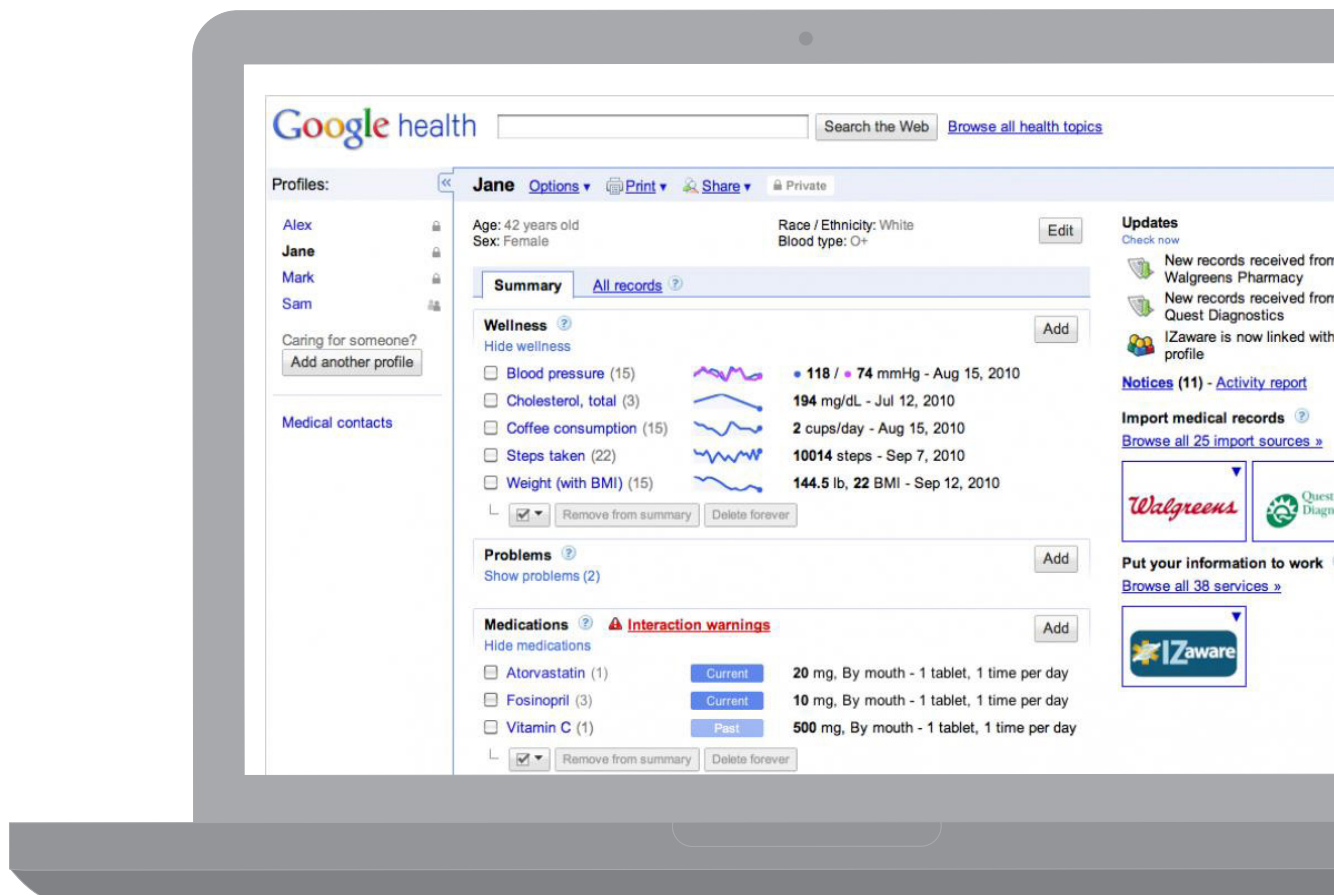 Google health
Search the Web
Browse all health topics
Profiles:
Alex
Jane
Mark
Sam
Caring for someone?
Add another profile
Medical contacts
Jane Options ▾ Print ▾ Share ▾ Private
Age: 42 years old
Sex: Female
Race / Ethnicity: White
Blood type: O+
Edit
Summary All records ?
Wellness ? Add
Hide wellness
Blood pressure (15) • 118 / • 74 mmHg - Aug 15, 2010
Cholesterol, total (3) 194 mg/dL - Jul 12, 2010
Coffee consumption (15) 2 cups/day - Aug 15, 2010
Steps taken (22) 10014 steps - Sep 7, 2010
Weight (with BMI) (15) 144.5 lb, 22 BMI - Sep 12, 2010
Remove from summary Delete forever
Problems ? Add
Show problems (2)
Medications ? Interaction warnings Add
Hide medications
Atorvastatin (1) Current 20 mg, By mouth - 1 tablet, 1 time per day
Fosinopril (3) Current 10 mg, By mouth - 1 tablet, 1 time per day
Vitamin C (1) Past 500 mg, By mouth - 1 tablet, 1 time per day
Remove from summary Delete forever
Updates
Check now
New records received from
Walgreens Pharmacy
New records received from
Quest Diagnostics
IZaware is now linked with
profile
Notices (11) - Activity report
Import medical records ?
Browse all 25 import sources »
Walgreens
Quest
Diagn
Put your information to work
Browse all 38 services »
IZaware